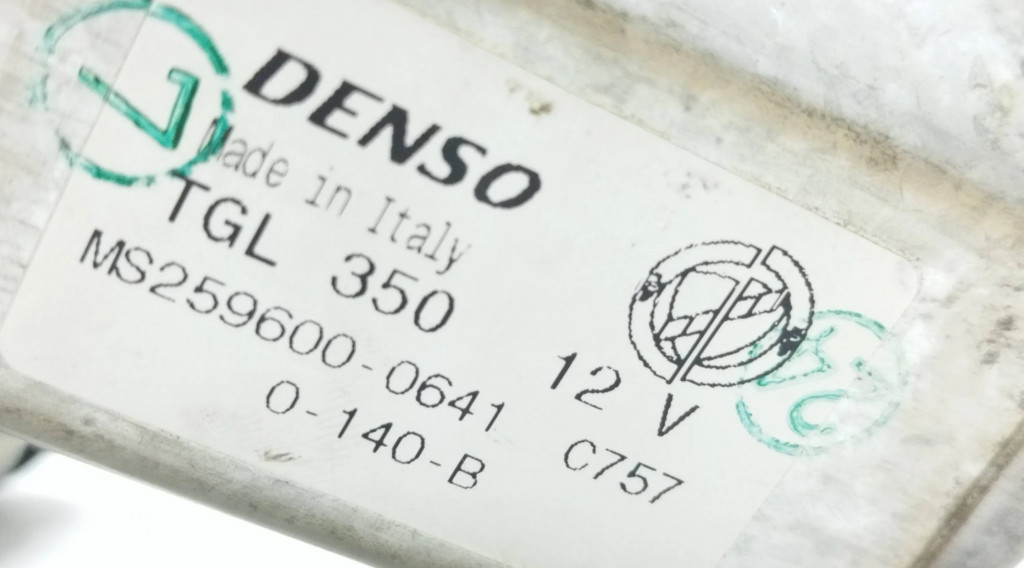 DENSO
Made in Italy
TGL 350
MS259600-0641
0-140-B
12 V
C757